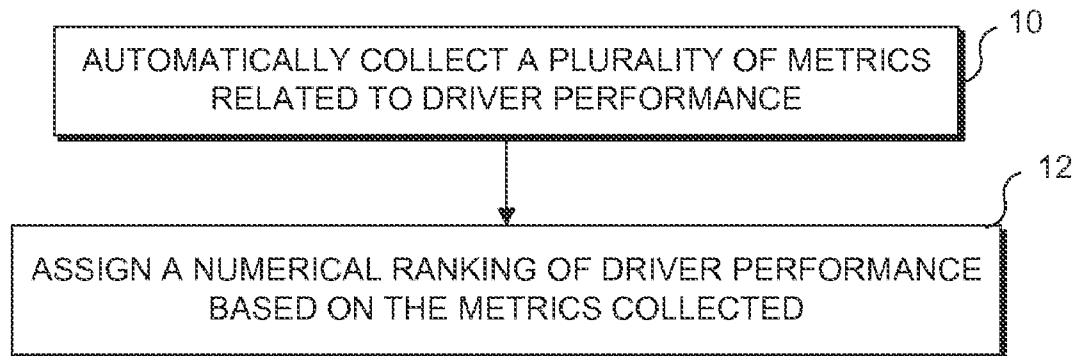 10
AUTOMATICALLY COLLECT A PLURALITY OF METRICS
RELATED TO DRIVER PERFORMANCE
12
ASSIGN A NUMERICAL RANKING OF DRIVER PERFORMANCE
BASED ON THE METRICS COLLECTED